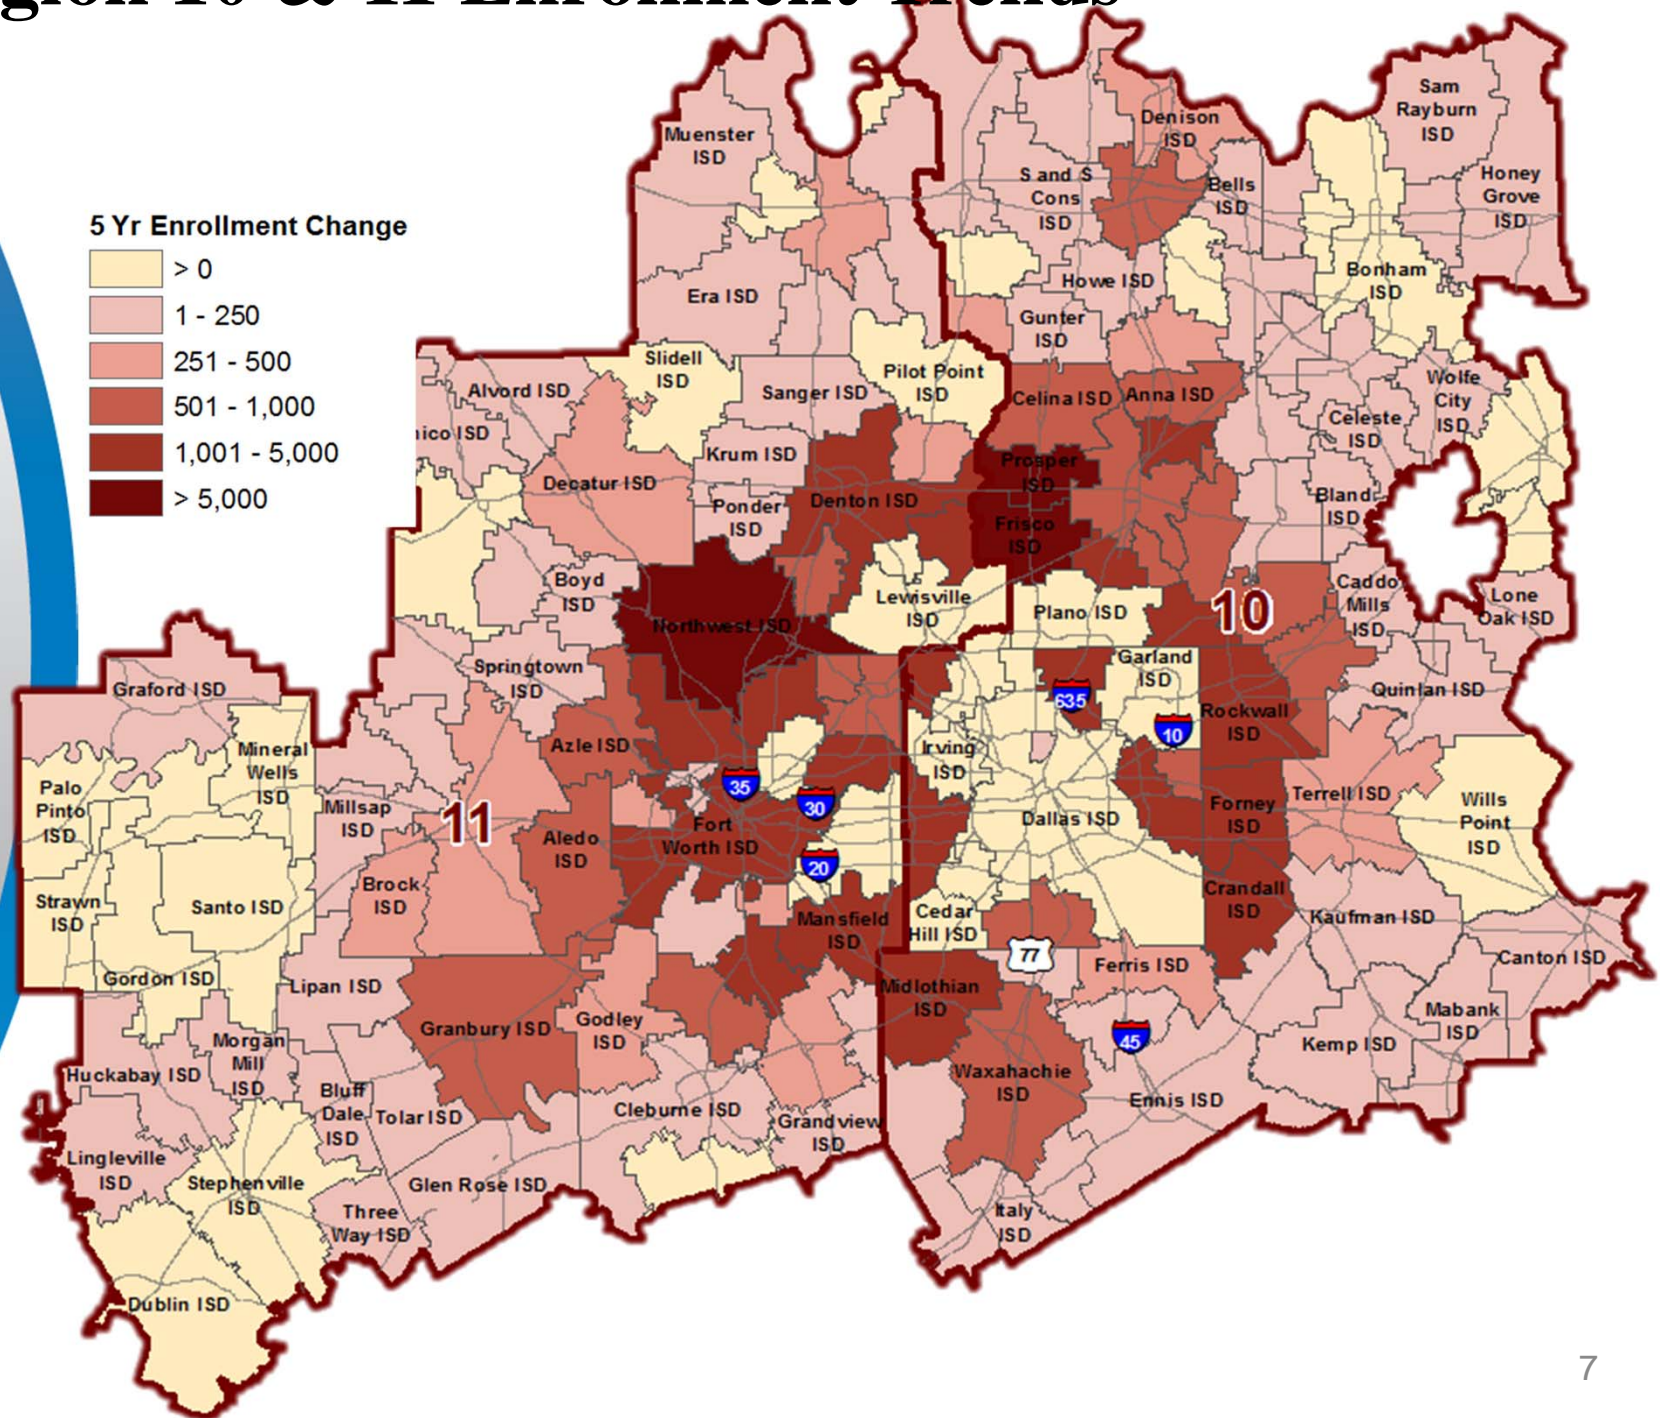 gion 10 & 11 Enrollment Trends
5 Yr Enrollment Change
> 0
1 - 250
251 - 500
501 - 1,000
1,001 - 5,000
> 5,000
Muenster
ISD
Era ISD
Slidell
ISD
Alvord ISD
ico ISD
Sanger ISD
Pilot Point
ISD
Krum ISD
Decatur ISD
Ponder
ISD
Denton ISD
Boyd
ISD
Northwest ISD
Lewisville
ISD
Springtown
ISD
Graford ISD
Azle ISD
Mineral
Wells
ISD
Palo
Pinto
ISD
Millsap
ISD
11
Aledo
ISD
Fort
Worth ISD
35
30
20
Brock
ISD
Strawn
ISD
Santo ISD
Gordon ISD
Lipan ISD
Mansfield
ISD
Granbury ISD
Godley
ISD
Morgan
Mill
ISD
Huckabay ISD
Bluff
Dale
ISD
Tolar ISD
Cleburne ISD
Grandview
ISD
Lingleville
ISD
Stephenville
ISD
Glen Rose ISD
Three
Way ISD
Dublin ISD
Denison
ISD
Sam
Rayburn
ISD
S and S
Cons
ISD
Bells
ISD
Honey
Grove
ISD
Howe ISD
Bonham
ISD
Gunter
ISD
Celina ISD
Anna ISD
Wolfe
City
ISD
Celeste
ISD
Prosper
ISD
Frisco
ISD
Bland
ISD
Plano ISD
10
Caddo
Mills
ISD
Lone
Oak ISD
Garland
ISD
635
10
Quinlan ISD
Rockwall
ISD
Irving
ISD
Dallas ISD
Forney
ISD
Terrell ISD
Wills
Point
ISD
Cedar
Hill ISD
Crandall
ISD
Kaufman ISD
77
Ferris ISD
Canton ISD
Midlothian
ISD
45
Mabank
ISD
Kemp ISD
Waxahachie
ISD
Ennis ISD
Italy
ISD
7